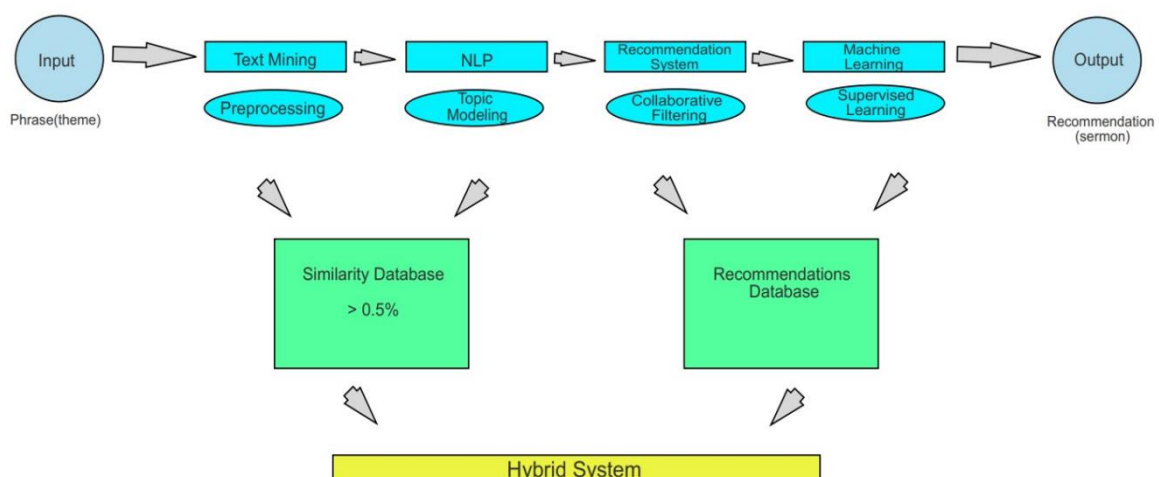 Input
Phrase(theme)
Text Mining
Preprocessing
NLP
Topic
Modeling
Recommendation
System
Collaborative
Filtering
Machine
Learning
Supervised
Learning
Output
Recommendation
(sermon)
Similarity Database
> 0.5%
Recommendations
Database
Hybrid System